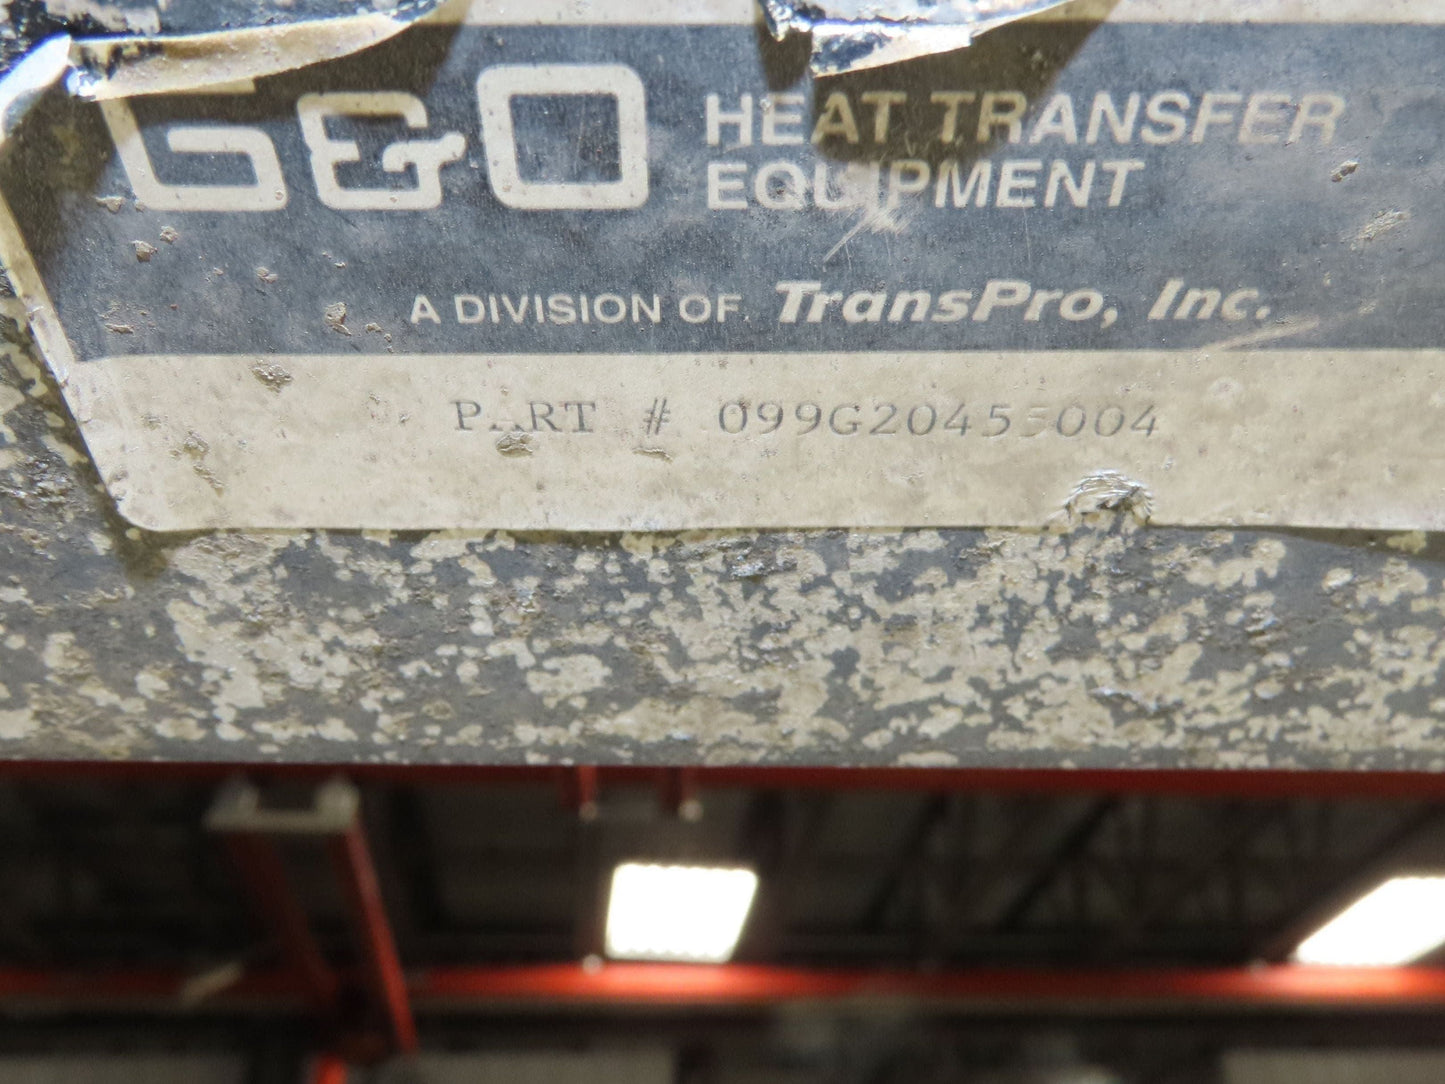 G&O HEAT TRANSFER
EQUIPMENT
A DIVISION OF TransPro, Inc.
PART # 099G20455004